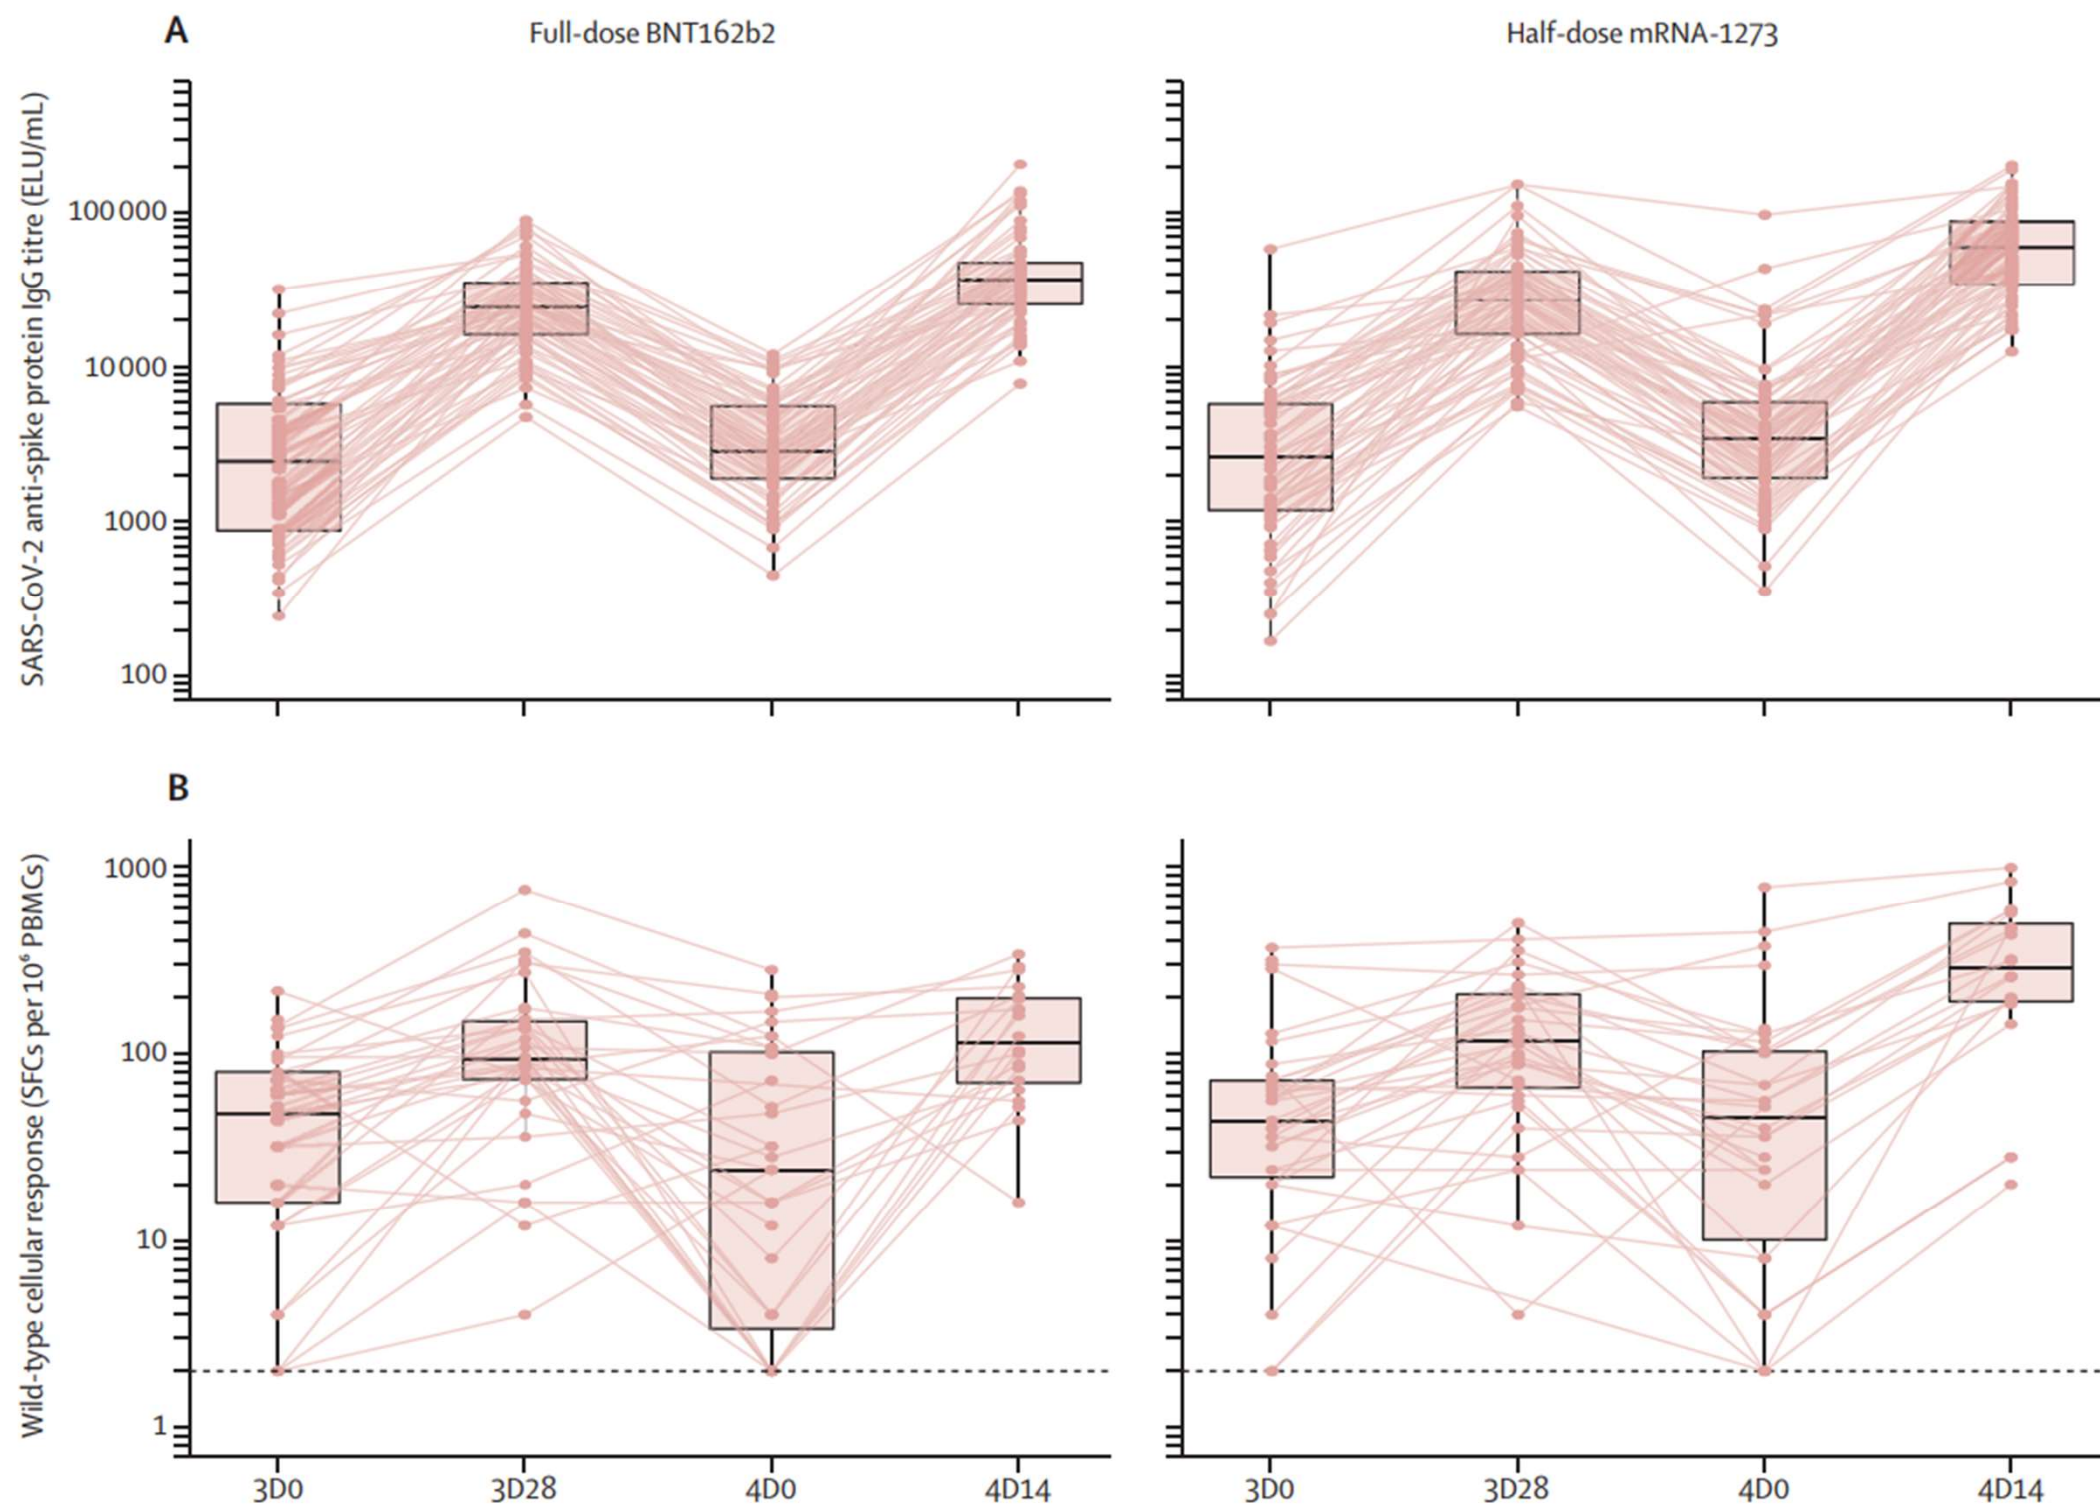 A
Full-dose BNT162b2
Half-dose mRNA-1273
SARS-CoV-2 anti-spike protein IgG titre (ELU/mL)
100 000
10 000
1000
100
B
Wild-type cellular response (SFCs per 10⁶ PBMCs)
1000
100
10
1
3D0 3D28 4D0 4D14
3D0 3D28 4D0 4D14